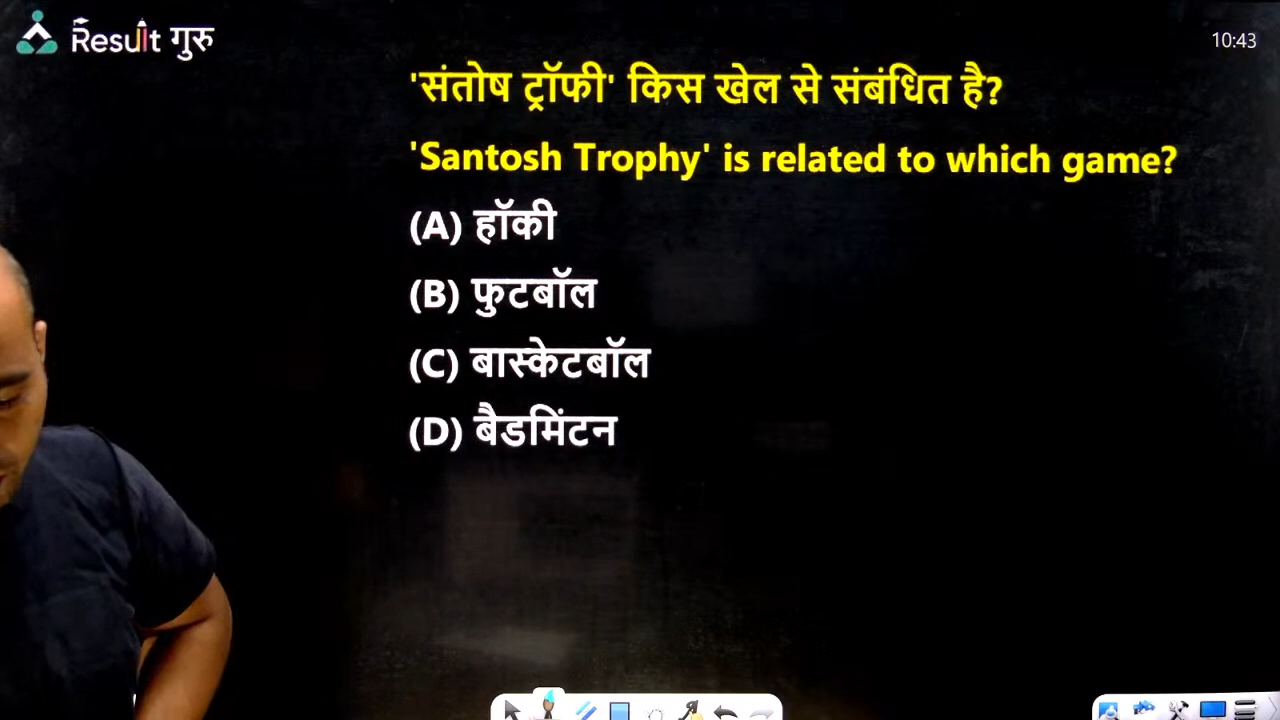 Result गुरु
10:43
'संतोष ट्रॉफी' किस खेल से संबंधित है?
'Santosh Trophy' is related to which game?
(A) हॉकी
(B) फुटबॉल
(C) बास्केटबॉल
(D) बैडमिंटन